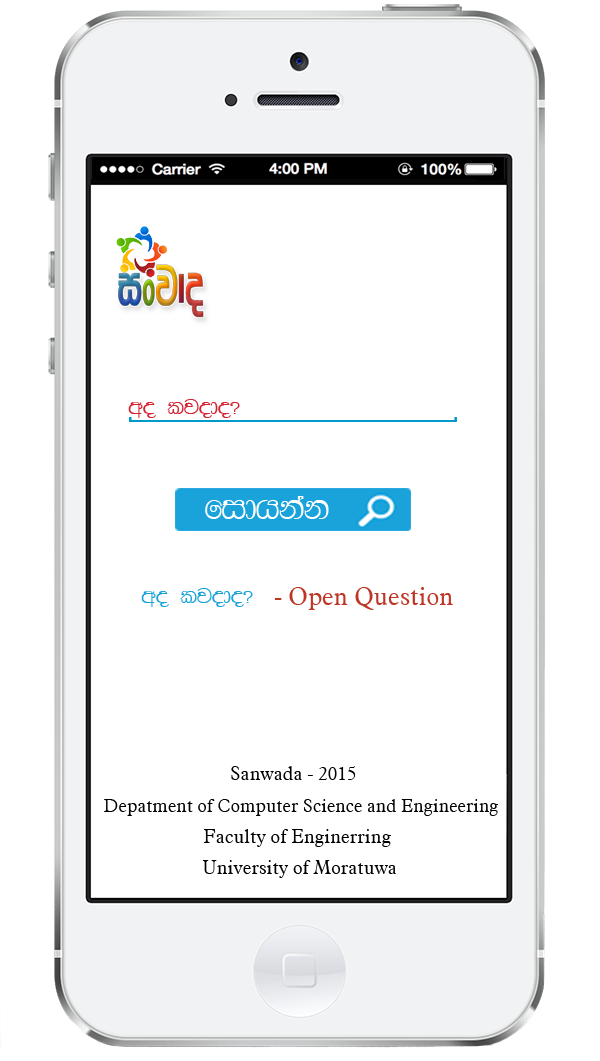 Carrier 4:00 PM 100%
සංවාද
අද කවදාද?
සොයන්න
අද කවදාද? - Open Question
Sanwada - 2015
Depatment of Computer Science and Engineering
Faculty of Enginerring
University of Moratuwa